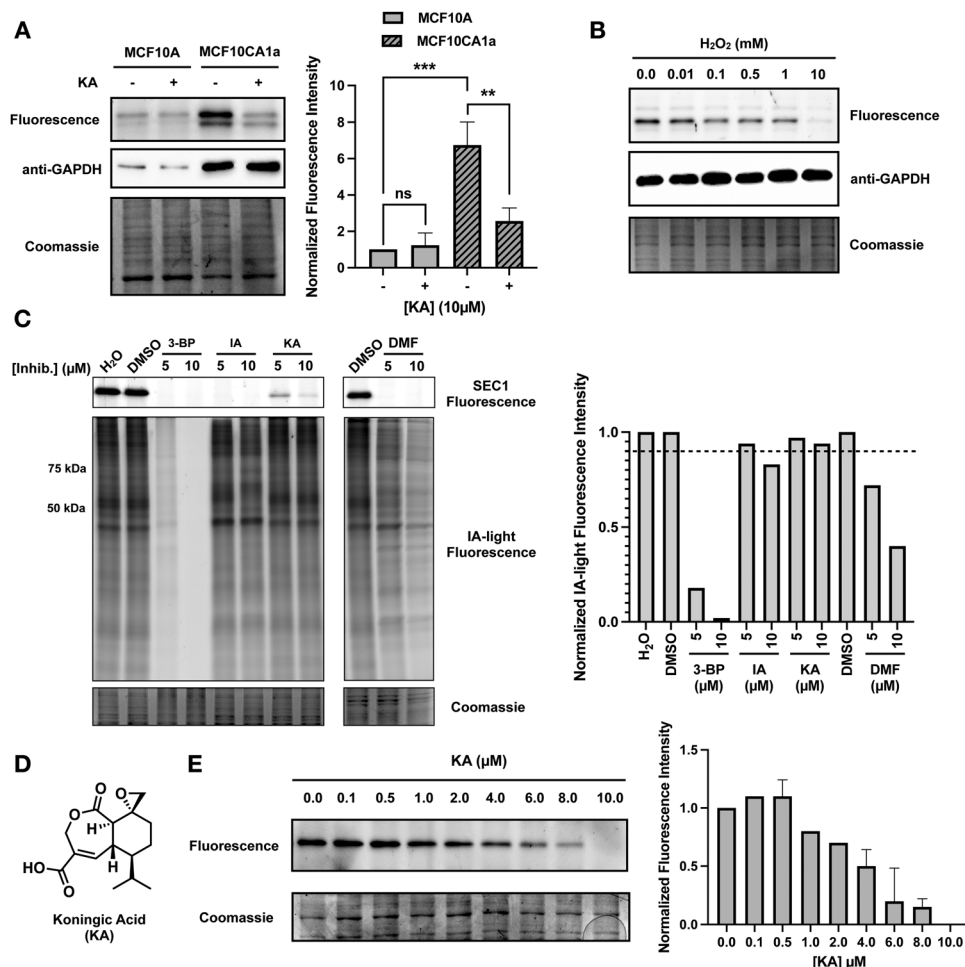 A
MCF10A
MCF10CA1a
KA
- + - +
Fluorescence
anti-GAPDH
Coomassie
MCF10A
MCF10CA1a
Normalized Fluorescence Intensity
10
8
6
4
2
0
***
**
ns
- + - +
[KA] (10µM)
B
H₂O₂ (mM)
0.0 0.01 0.1 0.5 1 10
Fluorescence
anti-GAPDH
Coomassie
C
3-BP IA KA DMF
[Inhib.] (µM) H₂O DMSO 5 10 5 10 5 10 DMSO 5 10
SEC1
Fluorescence
75 kDa
50 kDa
IA-light
Fluorescence
Coomassie
Normalized IA-light Fluorescence Intensity
1.0
0.5
0.0
H₂O DMSO 5 10 5 10 5 10 DMSO 5 10
3-BP IA KA DMF
(µM) (µM) (µM) (µM)
D
O
O
O
H
H
HO
O
Koningic Acid
(KA)
E
KA (µM)
0.0 0.1 0.5 1.0 2.0 4.0 6.0 8.0 10.0
Fluorescence
Coomassie
Normalized Fluorescence Intensity
1.5
1.0
0.5
0.0
0.0 0.1 0.5 1.0 2.0 4.0 6.0 8.0 10.0
[KA] µM